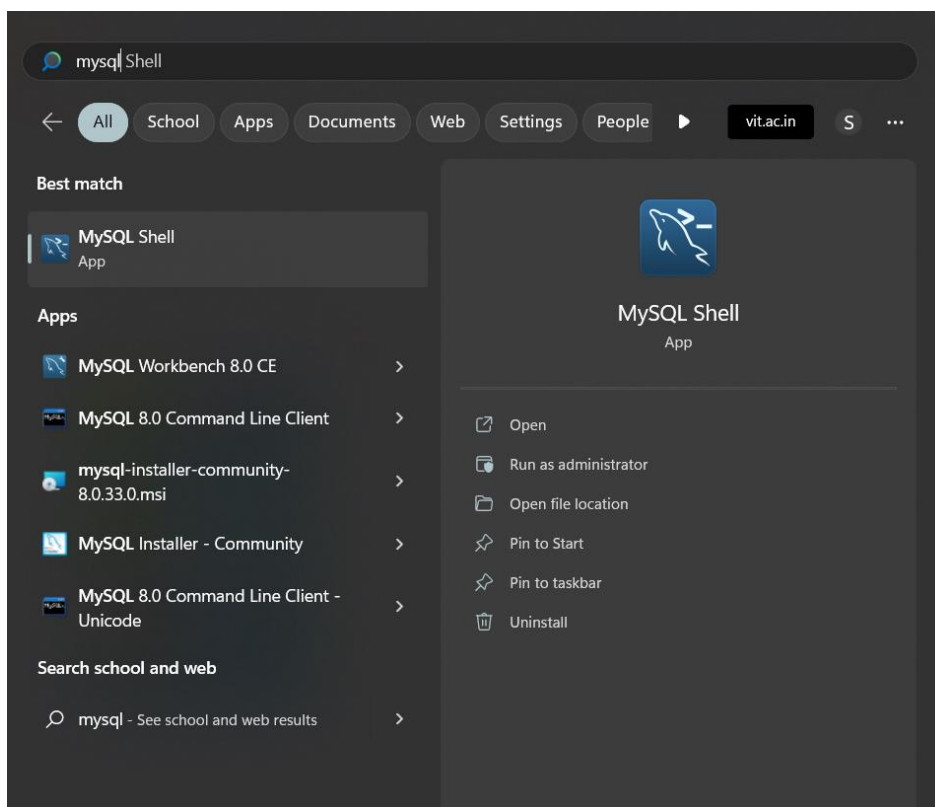 mysql Shell
All School Apps Documents Web Settings People vit.ac.in S ...
Best match
MySQL Shell
App
Apps
MySQL Workbench 8.0 CE
MySQL 8.0 Command Line Client
mysql-installer-community-
8.0.33.0.msi
MySQL Installer - Community
MySQL 8.0 Command Line Client -
Unicode
Search school and web
mysql - See school and web results
MySQL Shell
App
Open
Run as administrator
Open file location
Pin to Start
Pin to taskbar
Uninstall